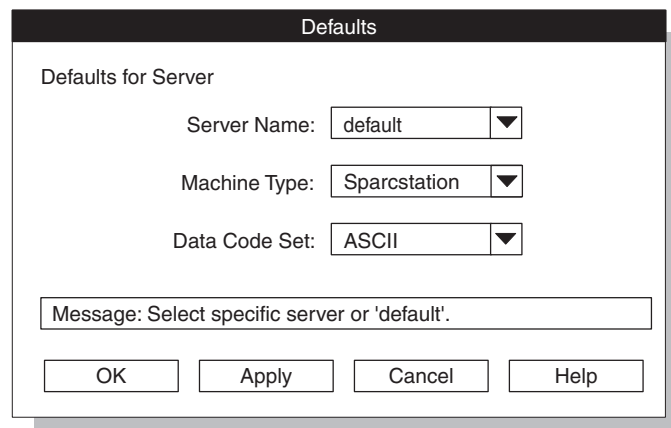 Defaults
Defaults for Server
Server Name: default
Machine Type: Sparcstation
Data Code Set: ASCII
Message: Select specific server or 'default'.
OK Apply Cancel Help